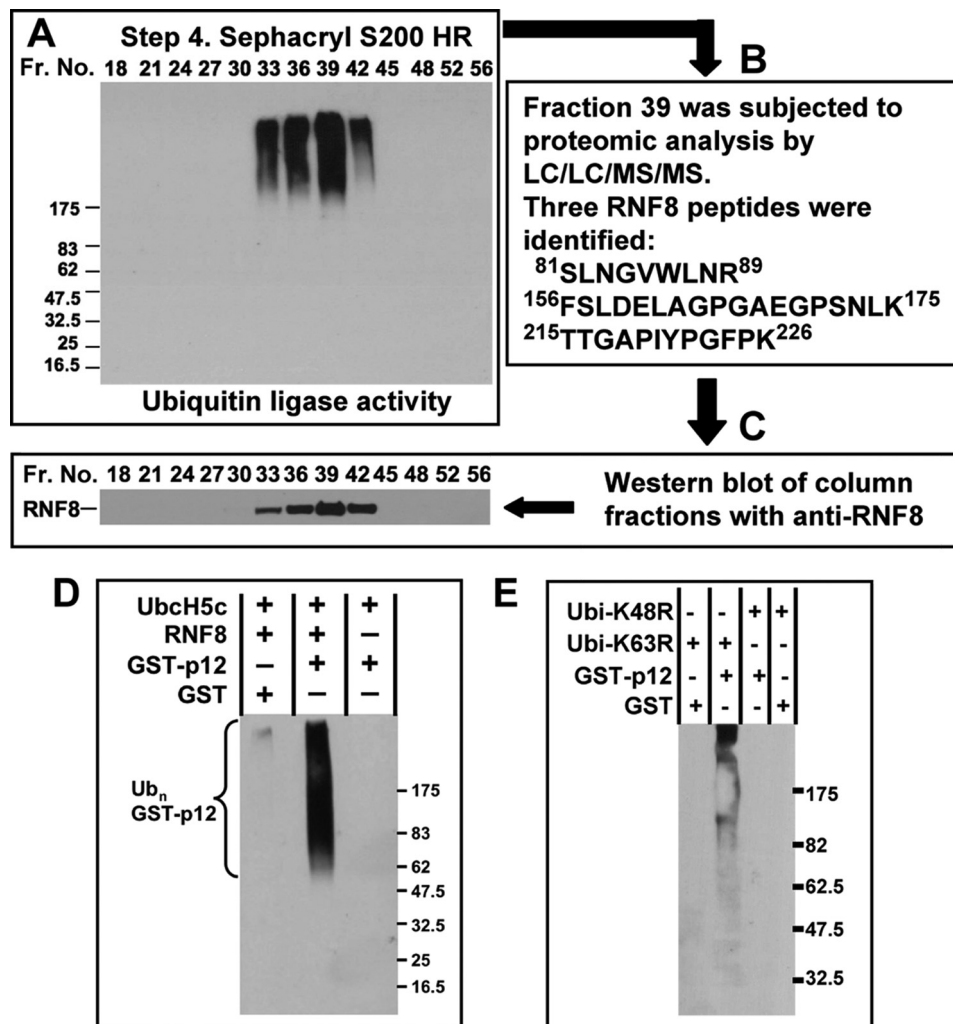 A
Step 4. Sephacryl S200 HR
Fr. No. 18 21 24 27 30 33 36 39 42 45 48 52 56
175
83
62
47.5
32.5
25
16.5
Ubiquitin ligase activity
B
Fraction 39 was subjected to
proteomic analysis by
LC/LC/MS/MS.
Three RNF8 peptides were
identified:
81SLNGVWLNR89
156FSLDELAGPGAEGPSNLK175
215TTGAPIYPGFPK226
C
Fr. No. 18 21 24 27 30 33 36 39 42 45 48 52 56
RNF8
Western blot of column
fractions with anti-RNF8
D
UbcH5c + + +
RNF8 + + –
GST-p12 – + +
GST + – –
Ubn
GST-p12
175
83
62
47.5
32.5
25
16.5
E
Ubi-K48R - - + +
Ubi-K63R + + - -
GST-p12 - + + -
GST + - - +
175
82
62.5
47.5
32.5